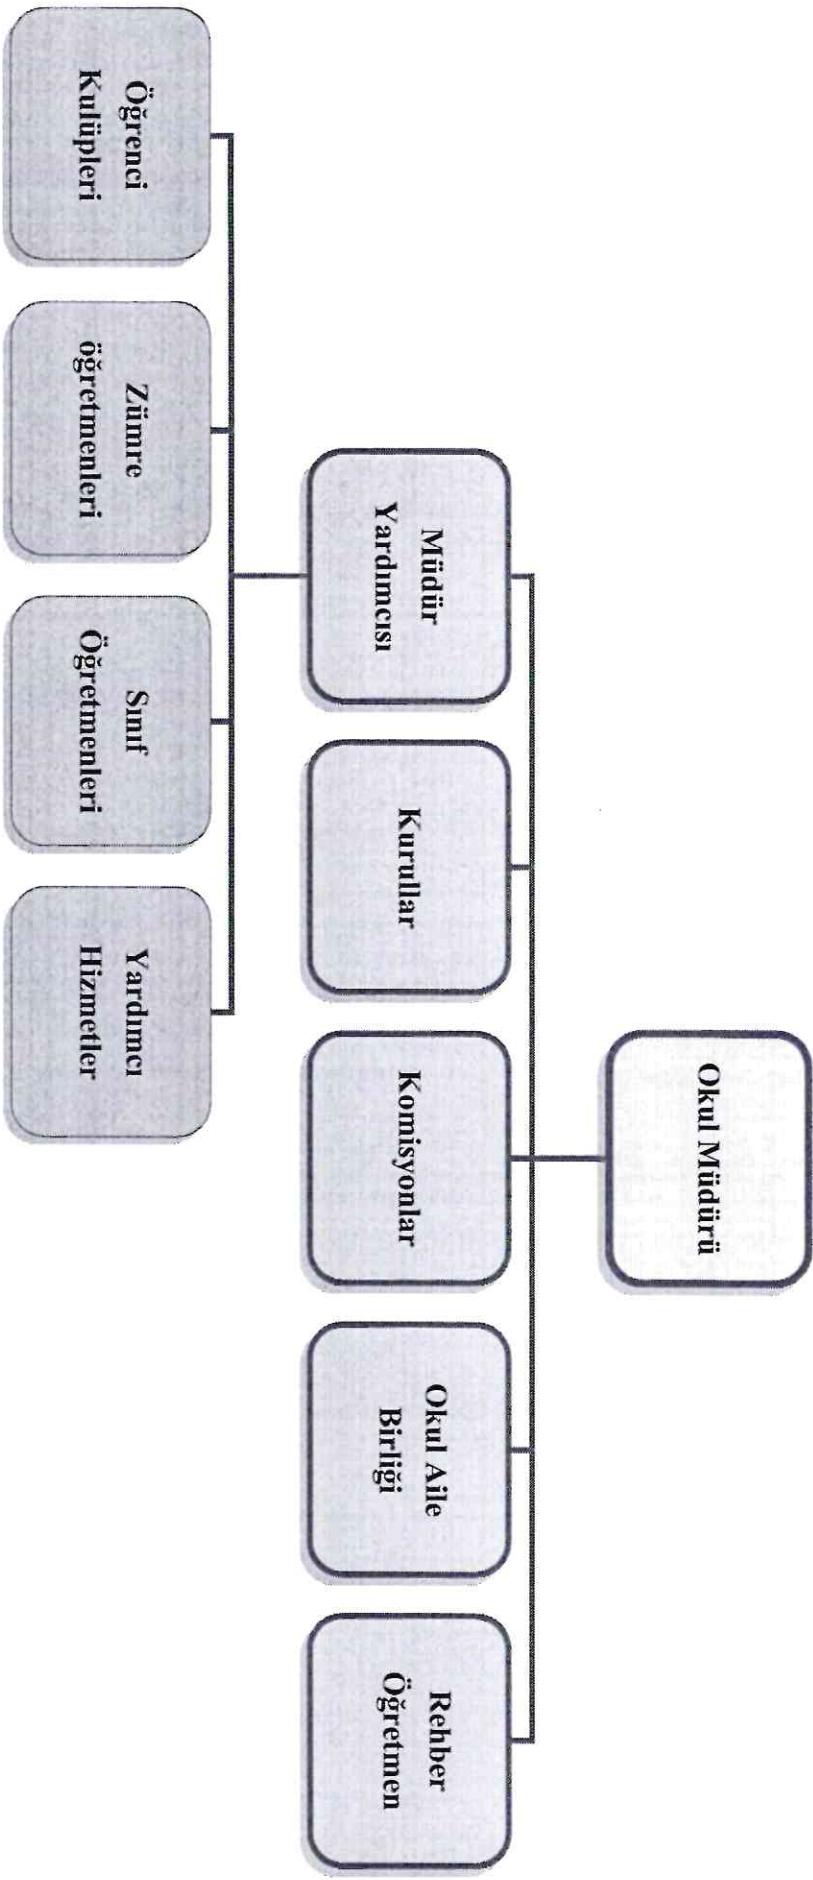 Okul Müdürü
Müdür
Yardımcısı
Kurullar
Komisyonlar
Okul Aile
Birliği
Rehber
Öğretmen
Öğrenci
Kulüpleri
Zümre
öğretmenleri
Sınıf
Öğretmenleri
Yardımcı
Hizmetler